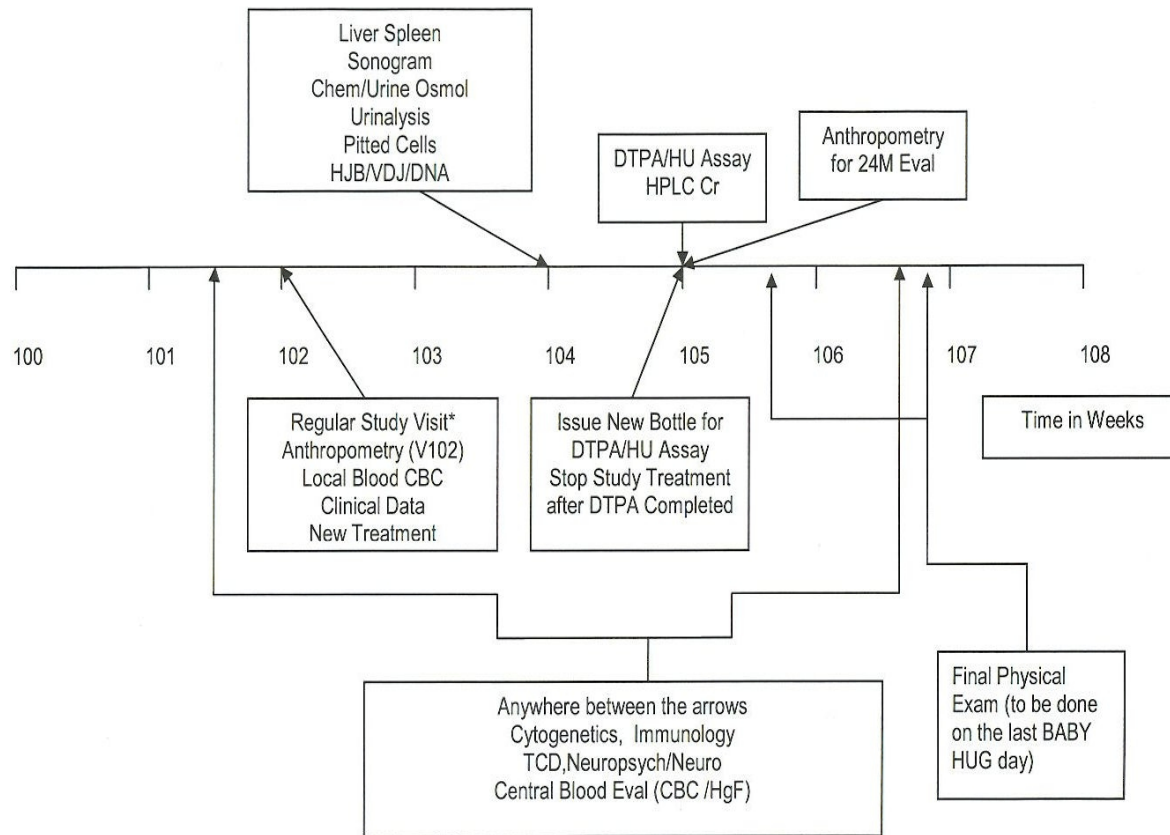 Liver Spleen
Sonogram
Chem/Urine Osmol
Urinalysis
Pitted Cells
HJB/VDJ/DNA
DTPA/HU Assay
HPLC Cr
Anthropometry
for 24M Eval
100
101
102
103
104
105
106
107
108
Regular Study Visit*
Anthropometry (V102)
Local Blood CBC
Clinical Data
New Treatment
Issue New Bottle for
DTPA/HU Assay
Stop Study Treatment
after DTPA Completed
Time in Weeks
Anywhere between the arrows
Cytogenetics, Immunology
TCD,Neuropsych/Neuro
Central Blood Eval (CBC /HgF)
Final Physical
Exam (to be done
on the last BABY
HUG day)